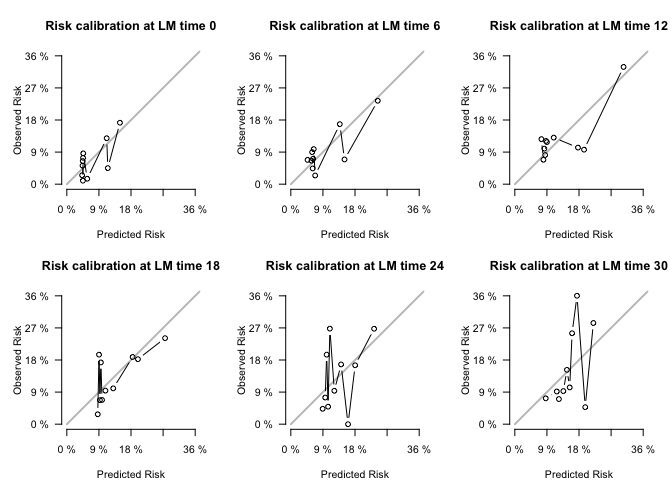 Risk calibration at LM time 0
Observed Risk
36 %
27 %
18 %
9 %
0 %
0 % 9 % 18 % 36 %
Predicted Risk
Risk calibration at LM time 6
Observed Risk
36 %
27 %
18 %
9 %
0 %
0 % 9 % 18 % 36 %
Predicted Risk
Risk calibration at LM time 12
Observed Risk
36 %
27 %
18 %
9 %
0 %
0 % 9 % 18 % 36 %
Predicted Risk
Risk calibration at LM time 18
Observed Risk
36 %
27 %
18 %
9 %
0 %
0 % 9 % 18 % 36 %
Predicted Risk
Risk calibration at LM time 24
Observed Risk
36 %
27 %
18 %
9 %
0 %
0 % 9 % 18 % 36 %
Predicted Risk
Risk calibration at LM time 30
Observed Risk
36 %
27 %
18 %
9 %
0 %
0 % 9 % 18 % 36 %
Predicted Risk